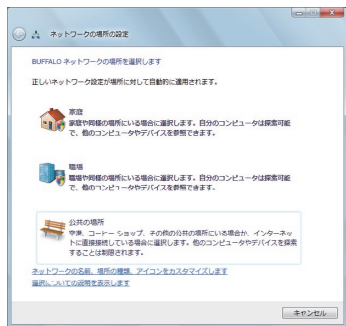 ネットワークの場所の設定
BUFFALO ネットワークの場所を選択します
正しいネットワーク設定が場所に対して自動的に適用されます。
家庭
家庭や同様の場所にいる場合に選択します。自分のコンピュータは探索可能
で、他のコンピュータやデバイスを参照できます。
職場
職場や同様の場所にいる場合に選択します。自分のコンピュータは探索可能
で、他のコンピュータやデバイスを参照できます。
公共の場所
空港、コーヒー ショップ、その他の公共の場所にいる場合か、インターネッ
トに直接接続している場合に選択します。他のコンピュータやデバイスを探索
することは制限されます。
ネットワークの名前、場所の種類、アイコンをカスタマイズします
選択についての説明を表示します
キャンセル